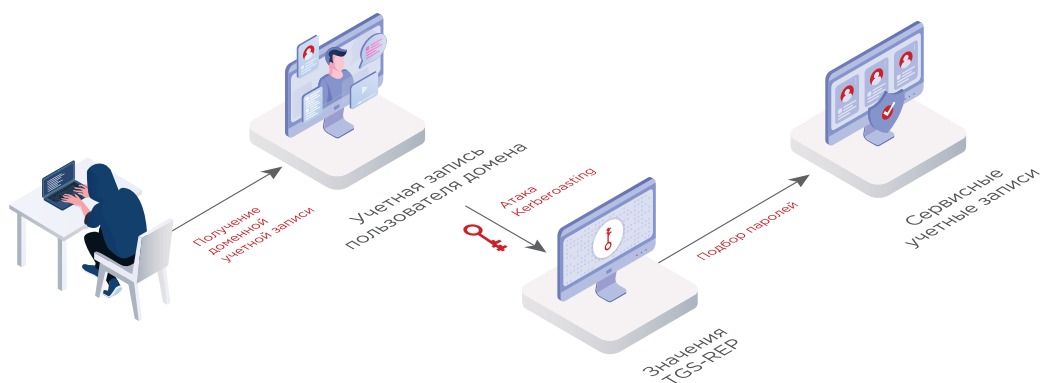 Получение
доменной
учетной записи
Учетная запись
пользователя домена
Атака
Kerberoasting
Значения
TGS-REP
Подбор паролей
Сервисные
учетные записи